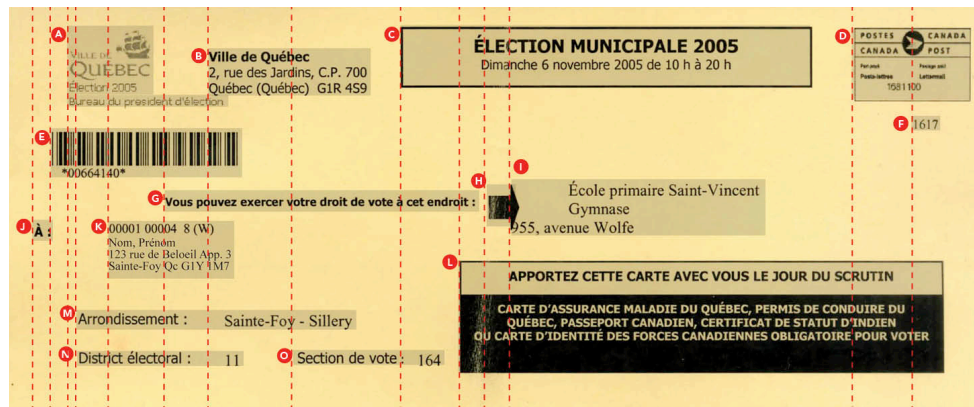 A
VILLE DE
QUÉBEC
Élection 2005
Bureau du président d'élection
B
Ville de Québec
2, rue des Jardins, C.P. 700
Québec (Québec) G1R 4S9
C
ÉLECTION MUNICIPALE 2005
Dimanche 6 novembre 2005 de 10 h à 20 h
D
POSTES CANADA
CANADA POST
Port payé Postage paid
Poste-lettres Lettermail
1681100
F
1617
E
*00664140*
G
Vous pouvez exercer votre droit de vote à cet endroit :
H
I
École primaire Saint-Vincent
Gymnase
955, avenue Wolfe
J
À :
K
00001 00004 8 (W)
Nom, Prénom
123 rue de Beloeil App. 3
Sainte-Foy Qc G1Y 1M7
L
APPORTEZ CETTE CARTE AVEC VOUS LE JOUR DU SCRUTIN
CARTE D'ASSURANCE MALADIE DU QUÉBEC, PERMIS DE CONDUIRE DU
QUÉBEC, PASSEPORT CANADIEN, CERTIFICAT DE STATUT D'INDIEN
OU CARTE D'IDENTITÉ DES FORCES CANADIENNES OBLIGATOIRE POUR VOTER
M
Arrondissement : Sainte-Foy - Sillery
N
District électoral : 11
O
Section de vote : 164